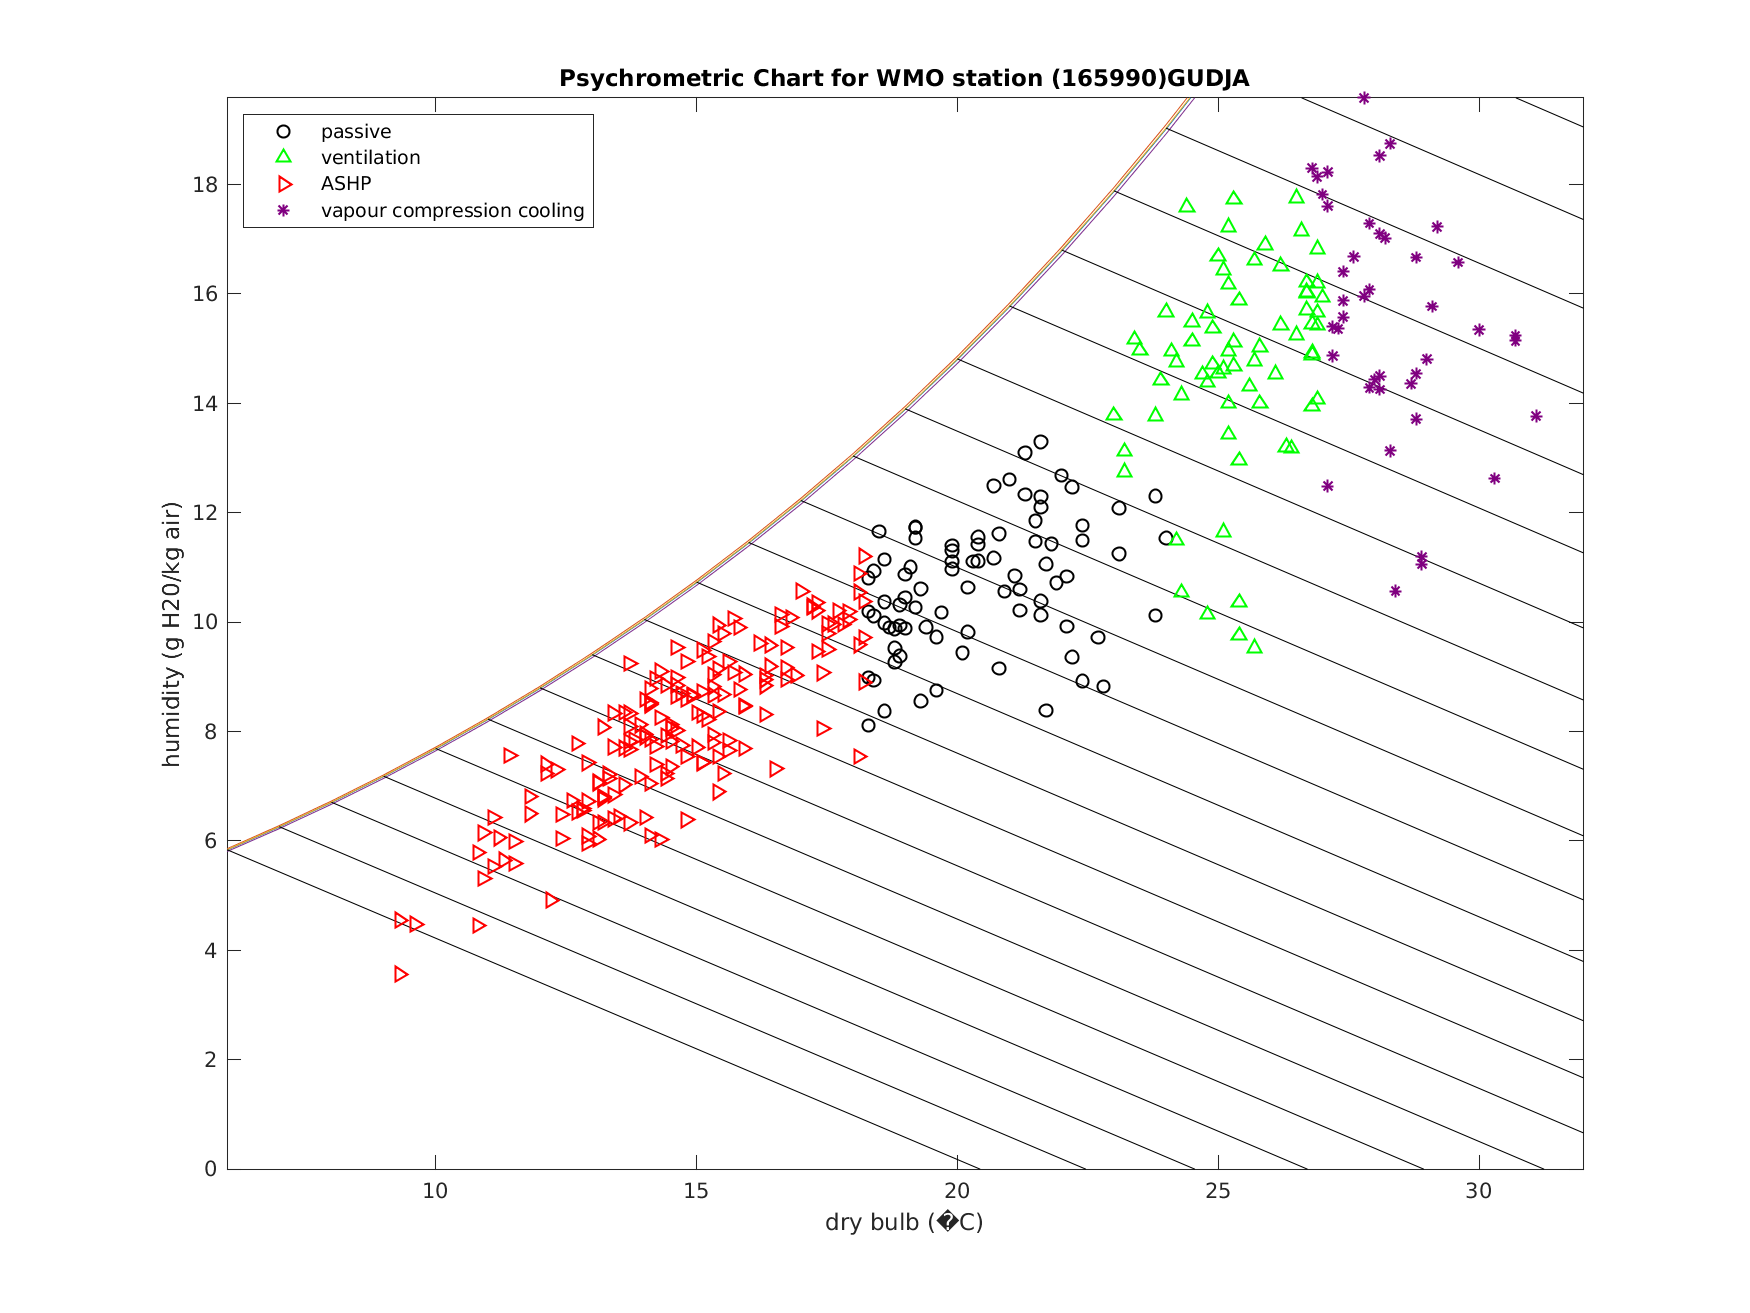 Psychrometric Chart for WMO station (165990)GUDJA
passive
ventilation
ASHP
vapour compression cooling
humidity (g H20/kg air)
18
16
14
12
10
8
6
4
2
0
10 15 20 25 30
dry bulb (�C)